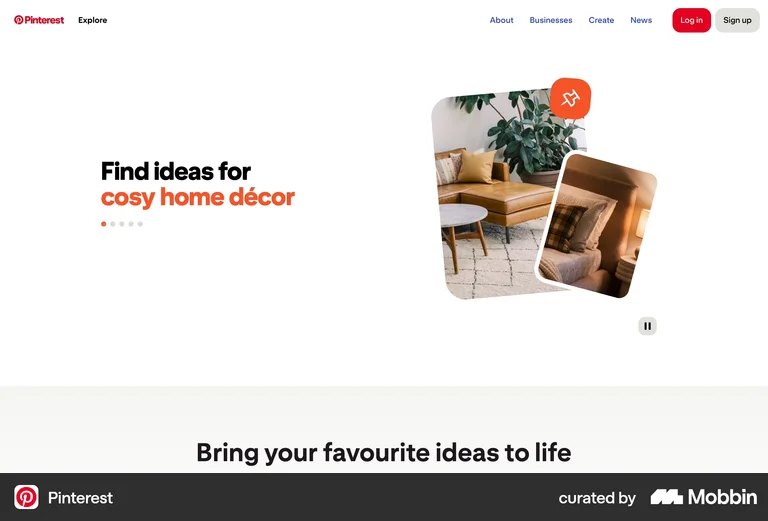 Pinterest
Explore
About
Businesses
Create
News
Log in
Sign up
Find ideas for
cosy home décor
Bring your favourite ideas to life
Pinterest
curated by
Mobbin